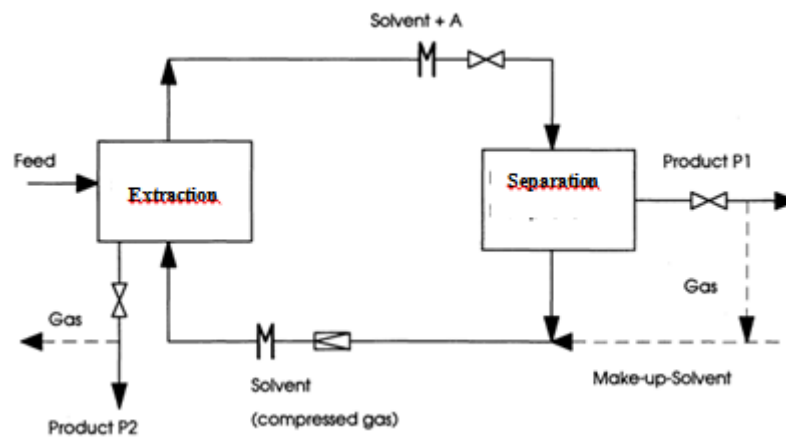 Solvent + A
Feed
Extraction
Separation
Product P1
Gas
Gas
Make-up-Solvent
Solvent
(compressed gas)
Product P2